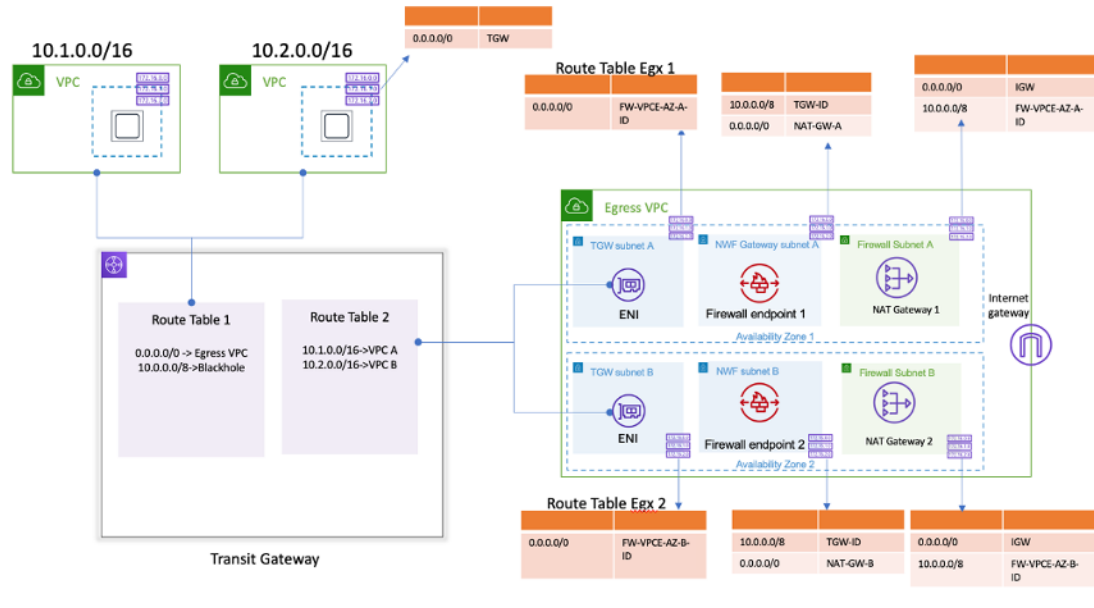 0.0.0.0/0 TGW
10.1.0.0/16
10.2.0.0/16
VPC
VPC
Route Table Egx 1
0.0.0.0/0 FW-VPCE-AZ-A-
ID
10.0.0.0/8 TGW-ID
0.0.0.0/0 NAT-GW-A
0.0.0.0/0 IGW
10.0.0.0/8 FW-VPCE-AZ-A-
ID
Egress VPC
TGW subnet A
ENI
NWF Gateway subnet A
Firewall endpoint 1
Firewall Subnet A
NAT Gateway 1
Availability Zone 1
Internet
gateway
TGW subnet B
ENI
NWF subnet B
Firewall endpoint 2
Firewall Subnet B
NAT Gateway 2
Availability Zone 2
Route Table 1
0.0.0.0/0 -> Egress VPC
10.0.0.0/8->Blackhole
Route Table 2
10.1.0.0/16->VPC A
10.2.0.0/16->VPC B
Transit Gateway
Route Table Egx 2
0.0.0.0/0 FW-VPCE-AZ-B-
ID
10.0.0.0/8 TGW-ID
0.0.0.0/0 NAT-GW-B
0.0.0.0/0 IGW
10.0.0.0/8 FW-VPCE-AZ-B-
ID